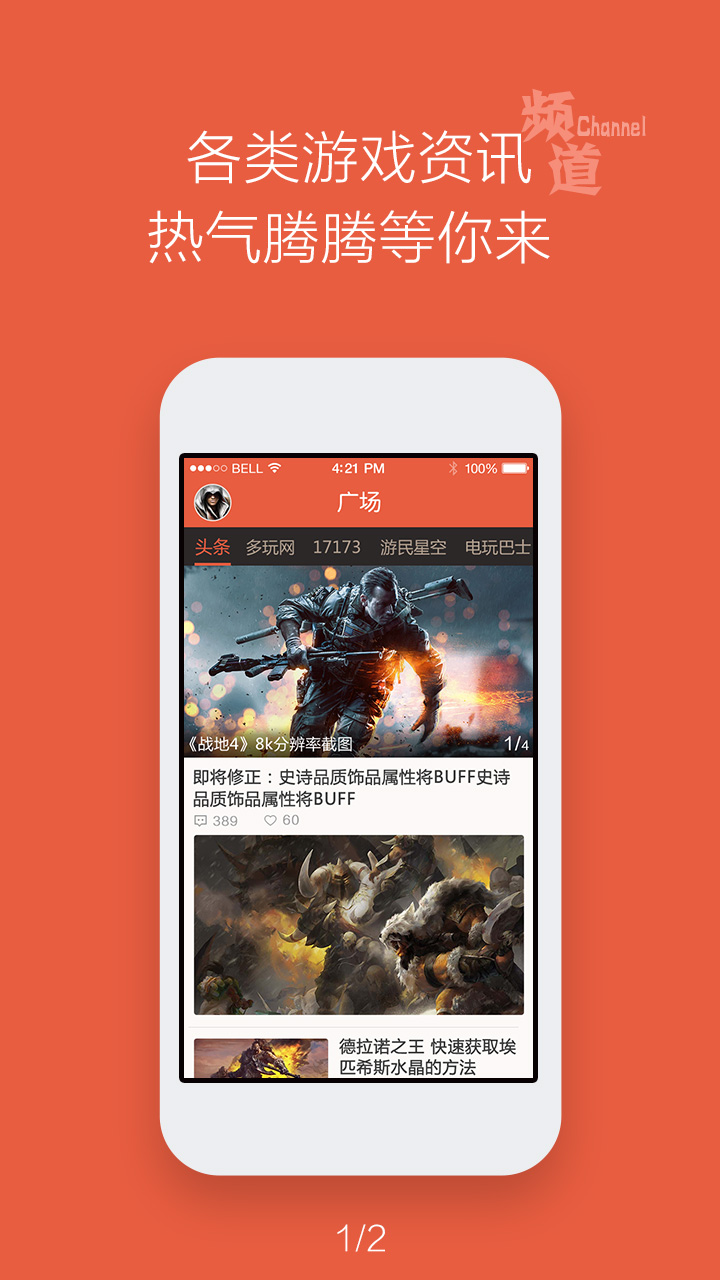 各类游戏资讯
频道
Channel
热气腾腾等你来
BELL
4:21 PM
100%
广场
头条 多玩网 17173 游民星空 电玩巴士
《战地4》8k分辨率截图
1/4
即将修正：史诗品质饰品属性将BUFF史诗
品质饰品属性将BUFF
389 60
德拉诺之王 快速获取埃
匹希斯水晶的方法
1/2